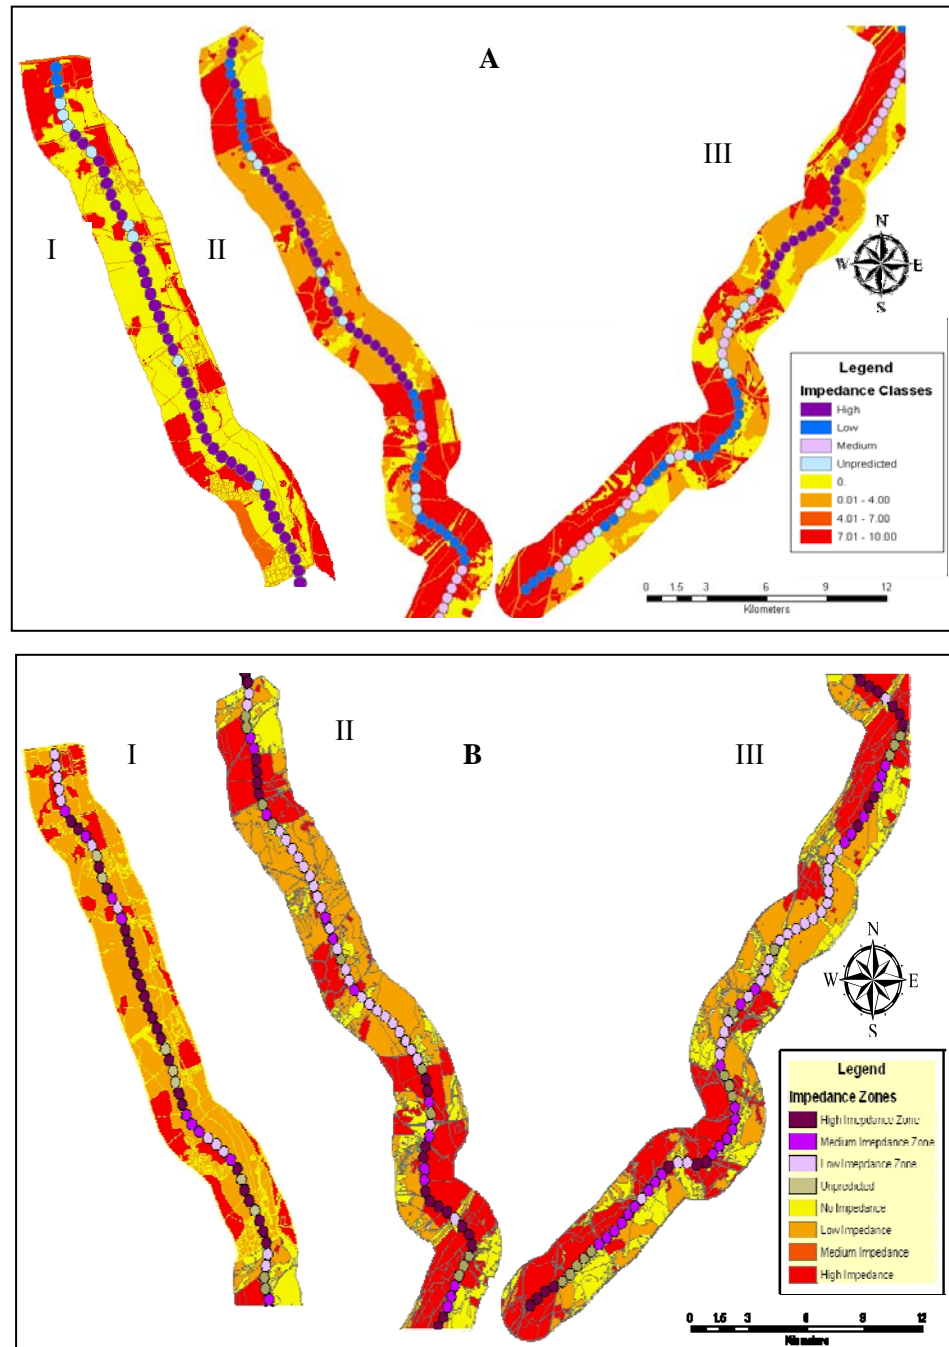 A
I
II
III
N
W E
S
Legend
Impedance Classes
High
Low
Medium
Unpredicted
0.
0.01 - 4.00
4.01 - 7.00
7.01 - 10.00
0 1.5 3 6 9 12
Kilometers
I
II
B
III
N
W E
S
Legend
Impedance Zones
High Impedance Zone
Medium Impedance Zone
Low Impedance Zone
Unpredicted
No Impedance
Low Impedance
Medium Impedance
High Impedance
0 1.5 3 6 9 12
Kilometers